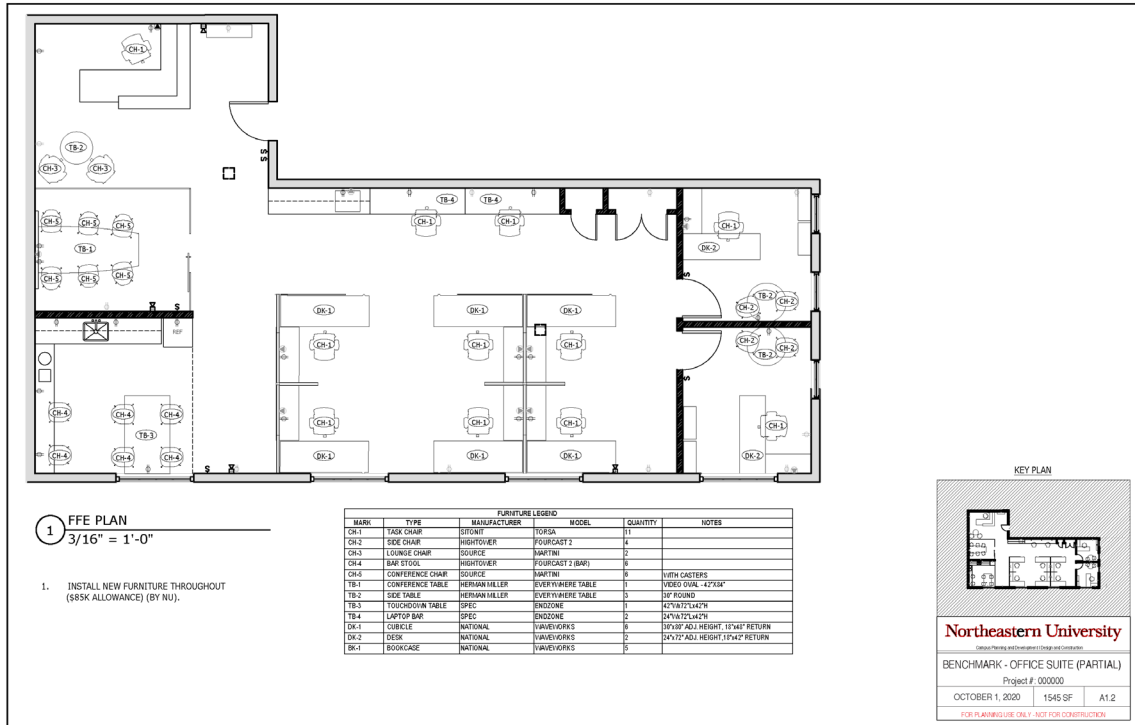 CH-1
TB-2
CH-3 CH-3
TB-4 TB-4
CH-1 CH-1
CH-1
DK-2
CH-5 CH-5 CH-5
TB-1
CH-5 CH-5 CH-5
TB-2
CH-2 CH-2
DK-1 DK-1 DK-1
REF
CH-1 CH-1 CH-1
CH-2 CH-2
TB-2
CH-4 CH-4 CH-4
TB-3
CH-4 CH-4 CH-4
CH-1 CH-1 CH-1
CH-1
DK-1 DK-1 DK-1
DK-2
S
S
S
S
S
S
1
FFE PLAN
3/16" = 1'-0"
1. INSTALL NEW FURNITURE THROUGHOUT
($85K ALLOWANCE) (BY NU).
FURNITURE LEGEND
MARK TYPE MANUFACTURER MODEL QUANTITY NOTES
CH-1 TASK CHAIR SITONIT TORSA 11
CH-2 SIDE CHAIR HIGHTOWER FOURCAST 2 4
CH-3 LOUNGE CHAIR SOURCE MARTINI 2
CH-4 BAR STOOL HIGHTOWER FOURCAST 2 (BAR) 6
CH-5 CONFERENCE CHAIR SOURCE MARTINI 6 WITH CASTERS
TB-1 CONFERENCE TABLE HERMAN MILLER EVERYWHERE TABLE 1 VIDEO OVAL - 42"X84"
TB-2 SIDE TABLE HERMAN MILLER EVERYWHERE TABLE 3 30" ROUND
TB-3 TOUCHDOWN TABLE SPEC ENDZONE 1 42"Wx72"Lx42"H
TB-4 LAPTOP BAR SPEC ENDZONE 2 24"Wx72"Lx42"H
DK-1 CUBICLE NATIONAL WAVEWORKS 6 30"x80" ADJ. HEIGHT, 18"x48" RETURN
DK-2 DESK NATIONAL WAVEWORKS 2 24"x72" ADJ. HEIGHT,18"x42" RETURN
BK-1 BOOKCASE NATIONAL WAVEWORKS 5
KEY PLAN
Northeastern University
Campus Planning and Development | Design and Construction
BENCHMARK - OFFICE SUITE (PARTIAL)
Project #: 000000
OCTOBER 1, 2020 1545 SF A1.2
FOR PLANNING USE ONLY - NOT FOR CONSTRUCTION